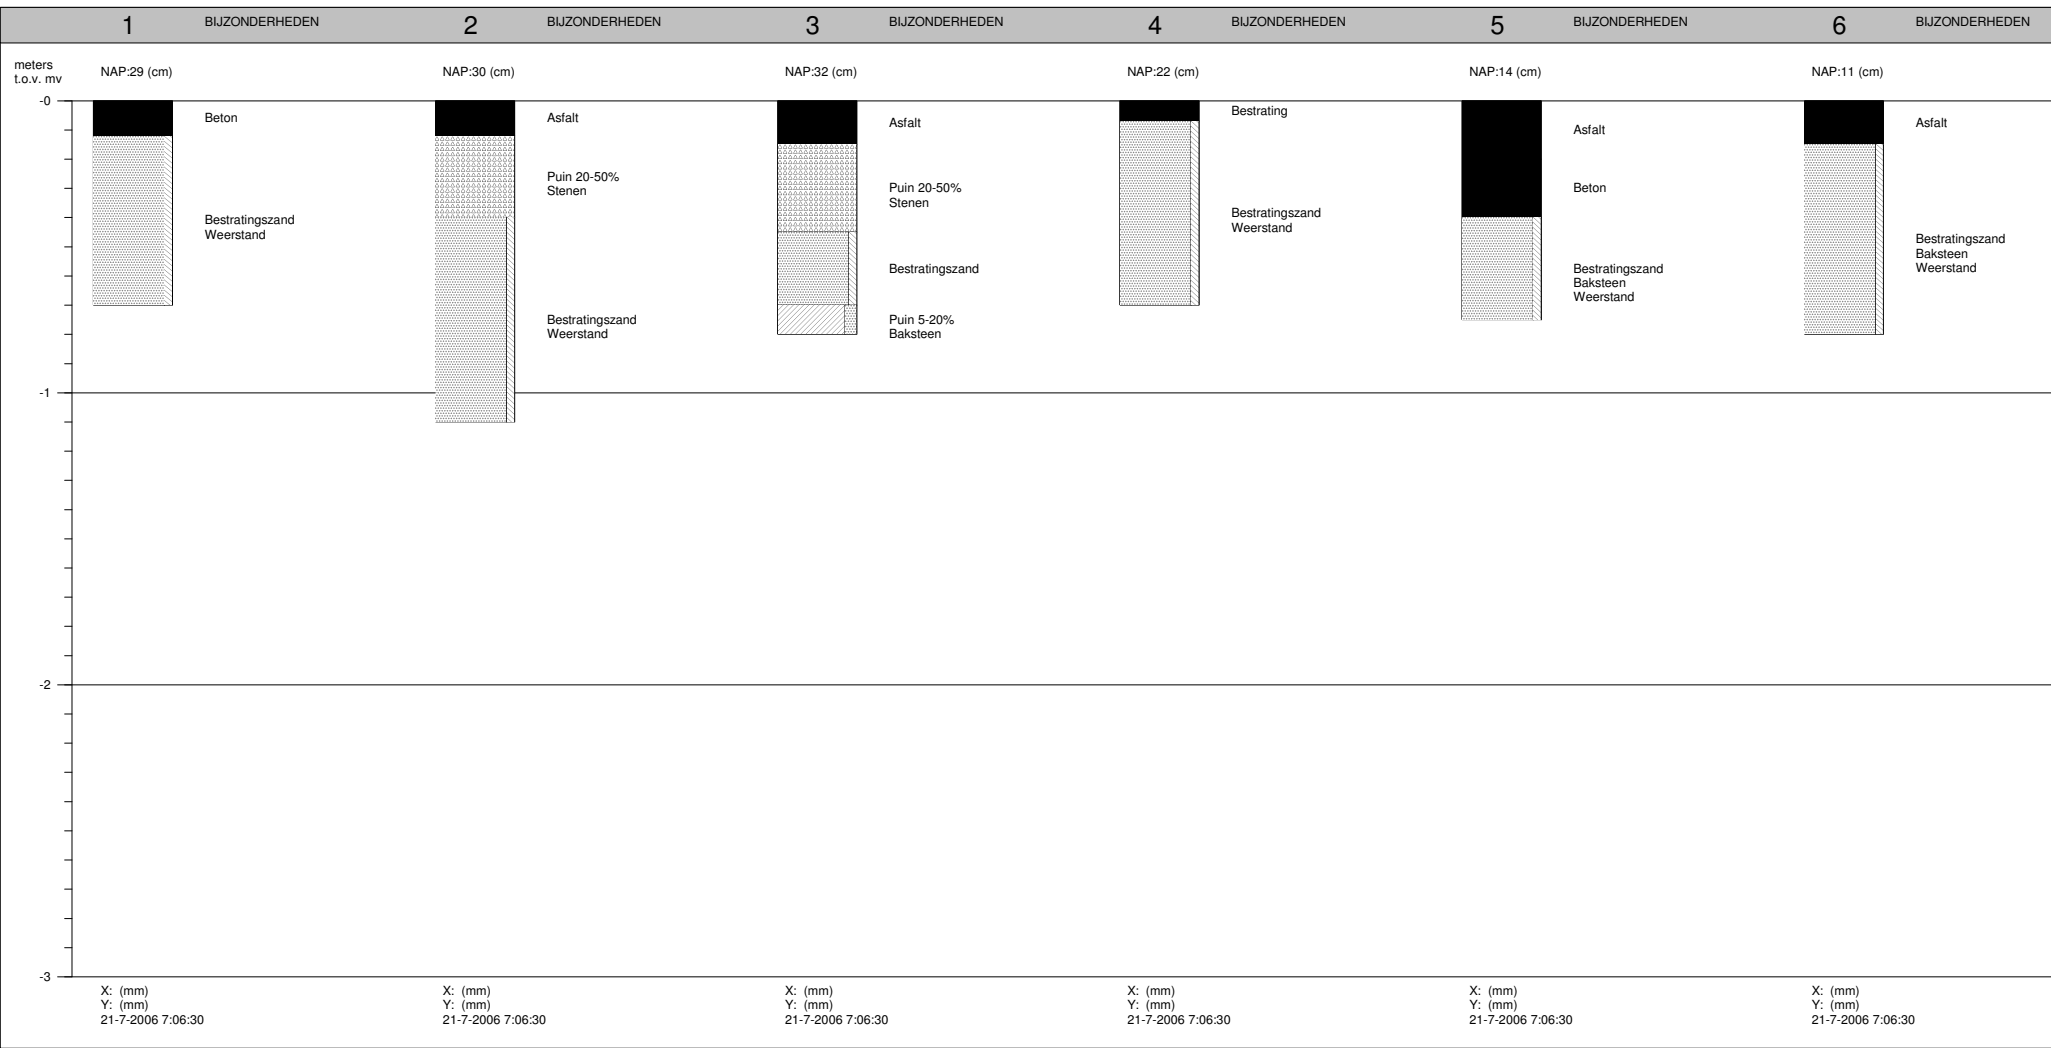 1 BIJZONDERHEDEN 2 BIJZONDERHEDEN 3 BIJZONDERHEDEN 4 BIJZONDERHEDEN 5 BIJZONDERHEDEN 6 BIJZONDERHEDEN
meters
t.o.v. mv
NAP:29 (cm) NAP:30 (cm) NAP:32 (cm) NAP:22 (cm) NAP:14 (cm) NAP:11 (cm)
-0
-1
-2
-3
Beton
Bestratingszand
Weerstand
Asfalt
Puin 20-50%
Stenen
Bestratingszand
Weerstand
Asfalt
Puin 20-50%
Stenen
Bestratingszand
Puin 5-20%
Baksteen
Bestrating
Bestratingszand
Weerstand
Asfalt
Beton
Bestratingszand
Baksteen
Weerstand
Asfalt
Bestratingszand
Baksteen
Weerstand
X: (mm) X: (mm) X: (mm) X: (mm) X: (mm) X: (mm)
Y: (mm) Y: (mm) Y: (mm) Y: (mm) Y: (mm) Y: (mm)
21-7-2006 7:06:30 21-7-2006 7:06:30 21-7-2006 7:06:30 21-7-2006 7:06:30 21-7-2006 7:06:30 21-7-2006 7:06:30